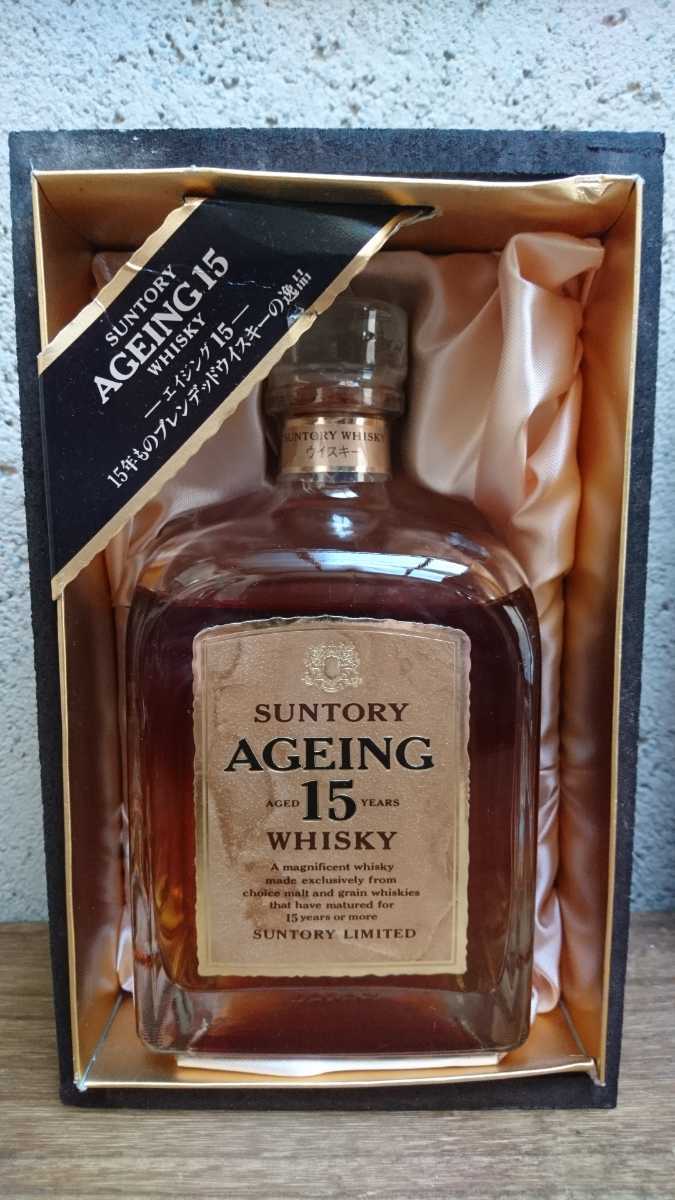 SUNTORY
AGEING 15
WHISKY
―エイジング 15―
15年ものブレンデッドウイスキーの逸品
SUNTORY WHISKY
ウイスキー
SUNTORY
AGEING
AGED 15 YEARS
WHISKY
A magnificent whisky
made exclusively from
choice malt and grain whiskies
that have matured for
15 years or more
SUNTORY LIMITED